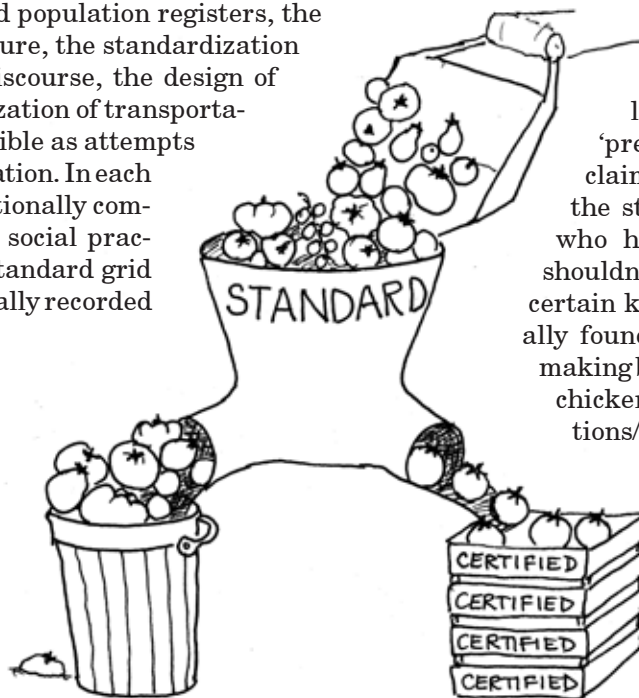 d population registers, the
ure, the standardization
iscourse, the design of
zation of transporta-
ible as attempts
ation. In each
tionally com-
social prac-
tandard grid
ally recorded
l
‘pre
claim
the st
who h
shouldn
certain k
ally foun
making b
chicken
tions/
STANDARD
CERTIFIED
CERTIFIED
CERTIFIED
CERTIFIED